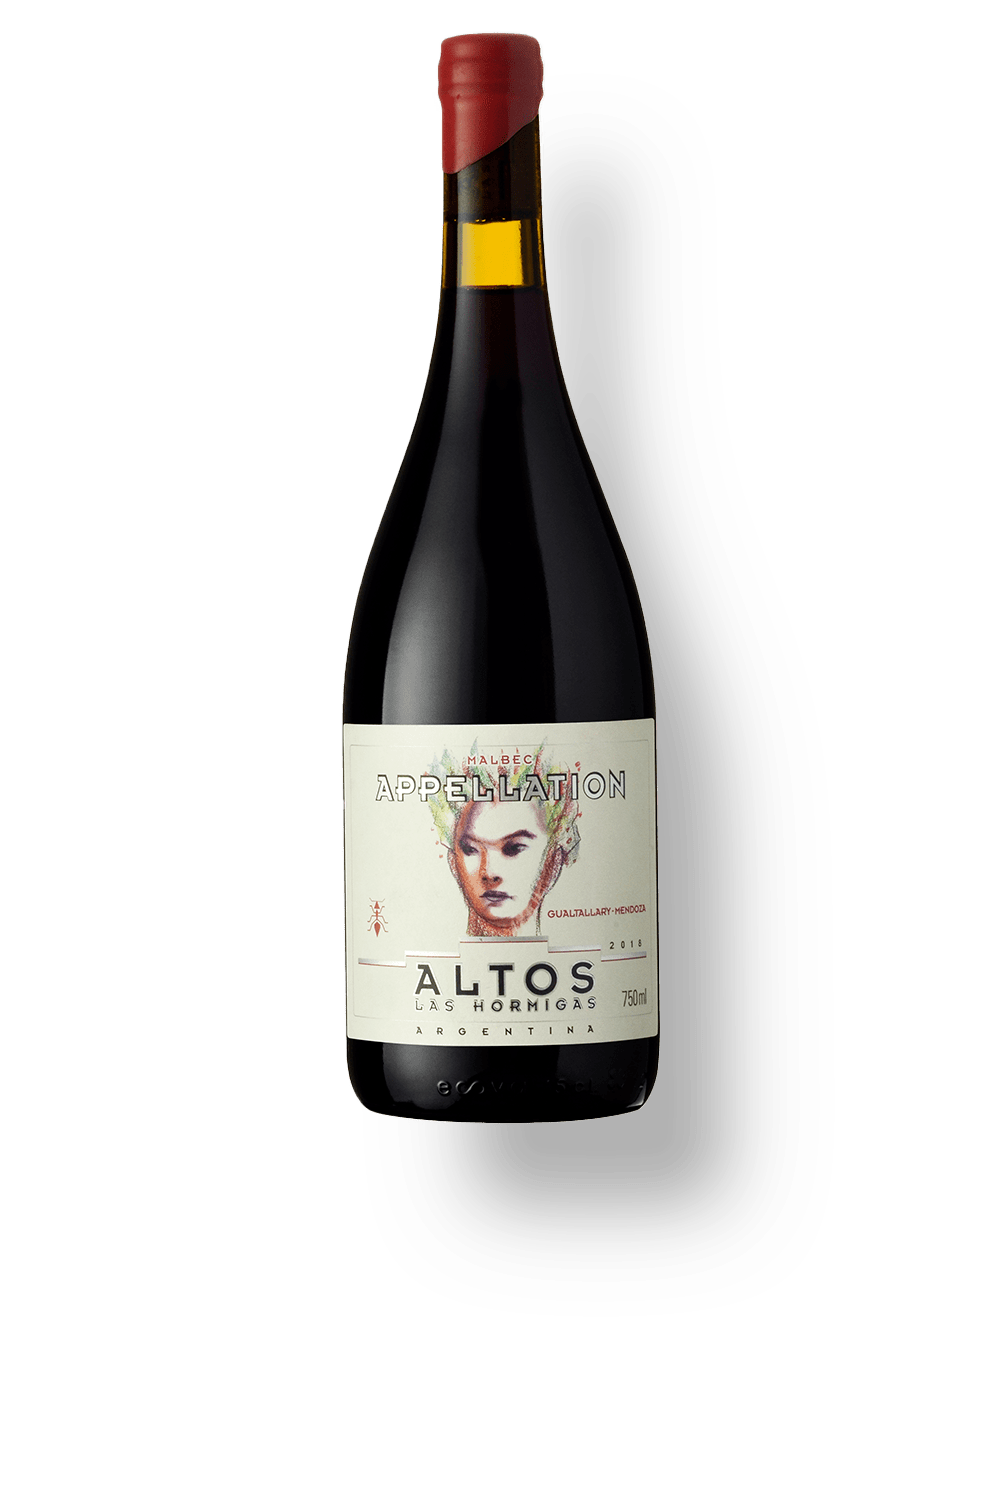 MALBEC
APPELLATION
GUALTALLARY-MENDOZA
2018
ALTOS
LAS HORMIGAS
750ml
ARGENTINA